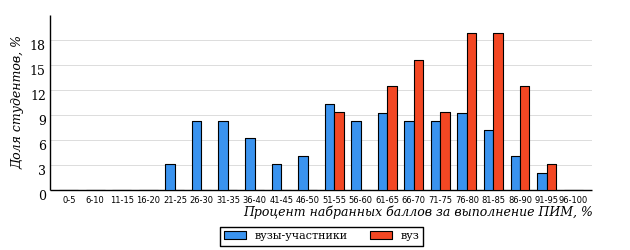 Доля студентов, %
18
15
12
9
6
3
0
0-5 6-10 11-15 16-20 21-25 26-30 31-35 36-40 41-45 46-50 51-55 56-60 61-65 66-70 71-75 76-80 81-85 86-90 91-95 96-100
Процент набранных баллов за выполнение ПИМ, %
вузы-участники вуз